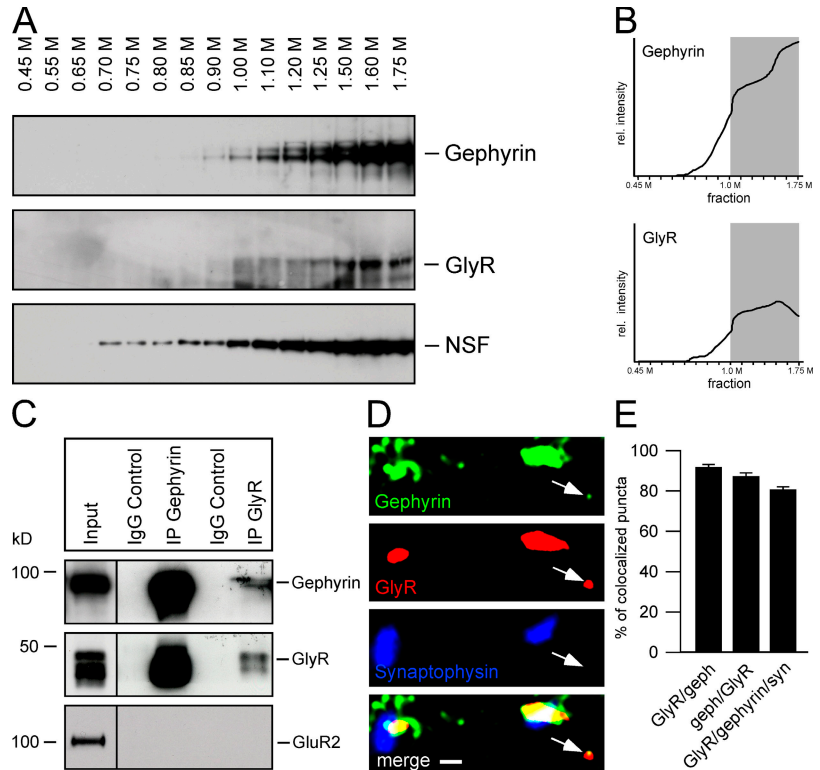 A
0.45 M
0.55 M
0.65 M
0.70 M
0.75 M
0.80 M
0.85 M
0.90 M
1.00 M
1.10 M
1.20 M
1.25 M
1.50 M
1.60 M
1.75 M
Gephyrin
GlyR
NSF
B
Gephyrin
rel. intensity
0.45 M 1.0 M 1.75 M
fraction
GlyR
rel. intensity
0.45 M 1.0 M 1.75 M
fraction
C
kD
Input
IgG Control
IP Gephyrin
IgG Control
IP GlyR
100
Gephyrin
50
GlyR
100
GluR2
D
Gephyrin
GlyR
Synaptophysin
merge
E
% of colocalized puncta
100
80
60
40
20
0
GlyR/geph
geph/GlyR
GlyR/gephyrin/syn